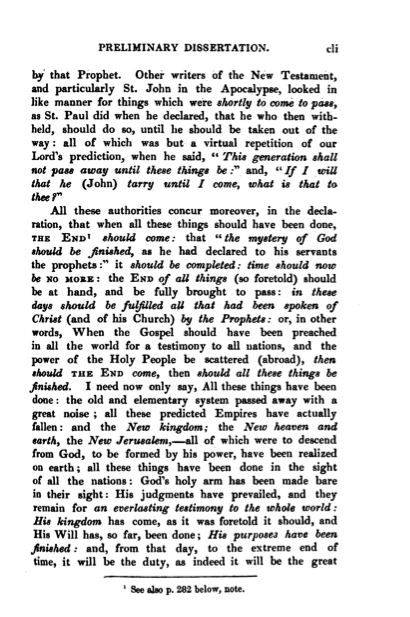 PRELIMINARY DISSERTATION. cli
by that Prophet. Other writers of the New Testament,
and particularly St. John in the Apocalypse, looked in
like manner for things which were shortly to come to pass,
as St. Paul did when he declared, that he who then with-
held, should do so, until he should be taken out of the
way: all of which was but a virtual repetition of our
Lord's prediction, when he said, “ This generation shall
not pass away until these things be:” and, “If I will
that he (John) tarry until I come, what is that to
thee?”
All these authorities concur moreover, in the decla-
ration, that when all these things should have been done,
THE END¹ should come: that “the mystery of God
should be finished, as he had declared to his servants
the prophets:” it should be completed: time should now
be NO MORE: the END of all things (so foretold) should
be at hand, and be fully brought to pass: in these
days should be fulfilled all that had been spoken of
Christ (and of his Church) by the Prophets: or, in other
words, When the Gospel should have been preached
in all the world for a testimony to all nations, and the
power of the Holy People be scattered (abroad), then
should THE END come, then should all these things be
finished. I need now only say, All these things have been
done: the old and elementary system passed away with a
great noise; all these predicted Empires have actually
fallen: and the New kingdom; the New heaven and
earth, the New Jerusalem,—all of which were to descend
from God, to be formed by his power, have been realized
on earth; all these things have been done in the sight
of all the nations: God's holy arm has been made bare
in their sight: His judgments have prevailed, and they
remain for an everlasting testimony to the whole world:
His kingdom has come, as it was foretold it should, and
His Will has, so far, been done; His purposes have been
finished: and, from that day, to the extreme end of
time, it will be the duty, as indeed it will be the great
¹ See also p. 282 below, note.